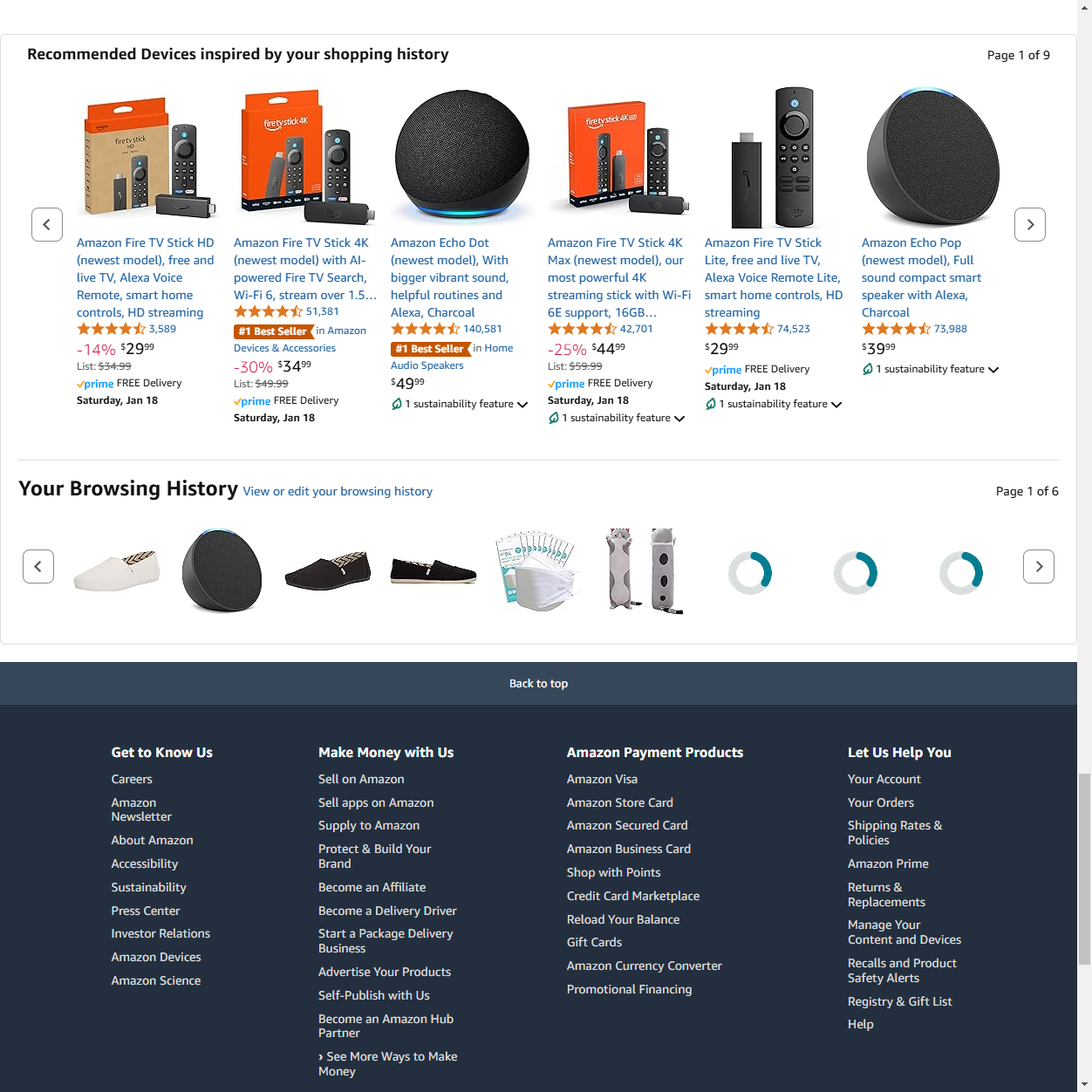 Recommended Devices inspired by your shopping history
Page 1 of 9
fire tv stick
HD
fire tv stick 4K
fire tv stick 4K
Amazon Fire TV Stick HD
(newest model), free and
live TV, Alexa Voice
Remote, smart home
controls, HD streaming
3,589
-14% $29.99
List: $34.99
prime FREE Delivery
Saturday, Jan 18
Amazon Fire TV Stick 4K
(newest model) with AI-
powered Fire TV Search,
Wi-Fi 6, stream over 1.5…
51,381
#1 Best Seller in Amazon
Devices & Accessories
-30% $34.99
List: $49.99
prime FREE Delivery
Saturday, Jan 18
Amazon Echo Dot
(newest model), With
bigger vibrant sound,
helpful routines and
Alexa, Charcoal
140,581
#1 Best Seller in Home
Audio Speakers
$49.99
1 sustainability feature
Amazon Fire TV Stick 4K
Max (newest model), our
most powerful 4K
streaming stick with Wi-Fi
6E support, 16GB…
42,701
-25% $44.99
List: $59.99
prime FREE Delivery
Saturday, Jan 18
1 sustainability feature
Amazon Fire TV Stick
Lite, free and live TV,
Alexa Voice Remote Lite,
smart home controls, HD
streaming
74,523
$29.99
prime FREE Delivery
Saturday, Jan 18
1 sustainability feature
Amazon Echo Pop
(newest model), Full
sound compact smart
speaker with Alexa,
Charcoal
73,988
$39.99
1 sustainability feature
Your Browsing History View or edit your browsing history
Page 1 of 6
Back to top
Get to Know Us
Careers
Amazon
Newsletter
About Amazon
Accessibility
Sustainability
Press Center
Investor Relations
Amazon Devices
Amazon Science
Make Money with Us
Sell on Amazon
Sell apps on Amazon
Supply to Amazon
Protect & Build Your
Brand
Become an Affiliate
Become a Delivery Driver
Start a Package Delivery
Business
Advertise Your Products
Self-Publish with Us
Become an Amazon Hub
Partner
› See More Ways to Make
Money
Amazon Payment Products
Amazon Visa
Amazon Store Card
Amazon Secured Card
Amazon Business Card
Shop with Points
Credit Card Marketplace
Reload Your Balance
Gift Cards
Amazon Currency Converter
Promotional Financing
Let Us Help You
Your Account
Your Orders
Shipping Rates &
Policies
Amazon Prime
Returns &
Replacements
Manage Your
Content and Devices
Recalls and Product
Safety Alerts
Registry & Gift List
Help